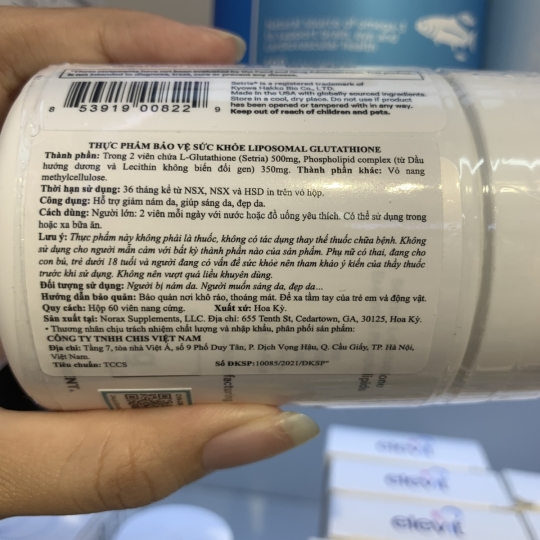 Natural source of omega-3
to support brain, eye and
cardiovascular health.
Setria® is a registered trademark of
Kyowa Hakko Bio Co., LTD.
Made in the USA with globally sourced ingredients.
Store in a cool, dry place. Do not use if product
has been opened or tampered with in any way.
Keep out of reach of children and pets.
8 53919 00822 9
THỰC PHẨM BẢO VỆ SỨC KHỎE LIPOSOMAL GLUTATHIONE
Thành phần: Trong 2 viên chứa L-Glutathione (Setria) 500mg, Phospholipid complex (từ Dầu
hướng dương và Lecithin không biến đổi gen) 350mg. Thành phần khác: Vỏ nang
methylcellulose.
Thời hạn sử dụng: 36 tháng kể từ NSX, NSX và HSD in trên vỏ hộp.
Công dụng: Hỗ trợ giảm nám da, giúp sáng da, đẹp da.
Cách dùng: Người lớn: 2 viên mỗi ngày với nước hoặc đồ uống yêu thích. Có thể sử dụng trong
hoặc xa bữa ăn.
Lưu ý: Thực phẩm này không phải là thuốc, không có tác dụng thay thế thuốc chữa bệnh. Không
sử dụng cho người mẫn cảm với bất kỳ thành phần nào của sản phẩm. Phụ nữ có thai, đang cho
con bú, trẻ dưới 18 tuổi và người đang có vấn đề sức khỏe nên tham khảo ý kiến của thầy thuốc
trước khi sử dụng. Không nên vượt quá liều khuyên dùng.
Đối tượng sử dụng: Người bị nám da. Người muốn sáng da, đẹp da...
Hướng dẫn bảo quản: Bảo quản nơi khô ráo, thoáng mát. Để xa tầm tay của trẻ em và động vật.
Quy cách: Hộp 60 viên nang cứng. Xuất xứ: Hoa Kỳ.
Sản xuất tại: Norax Supplements, LLC. Địa chỉ: 655 Tenth St, Cedartown, GA, 30125, Hoa Kỳ.
• Thương nhân chịu trách nhiệm chất lượng và nhập khẩu, phân phối sản phẩm:
CÔNG TY TNHH CHIS VIỆT NAM
Địa chỉ: Tầng 7, tòa nhà Việt Á, số 9 Phố Duy Tân, P. Dịch Vọng Hậu, Q. Cầu Giấy, TP. Hà Nội,
Việt Nam.
Tiêu chuẩn: TCCS Số ĐKSP:10085/2021/ĐKSP"